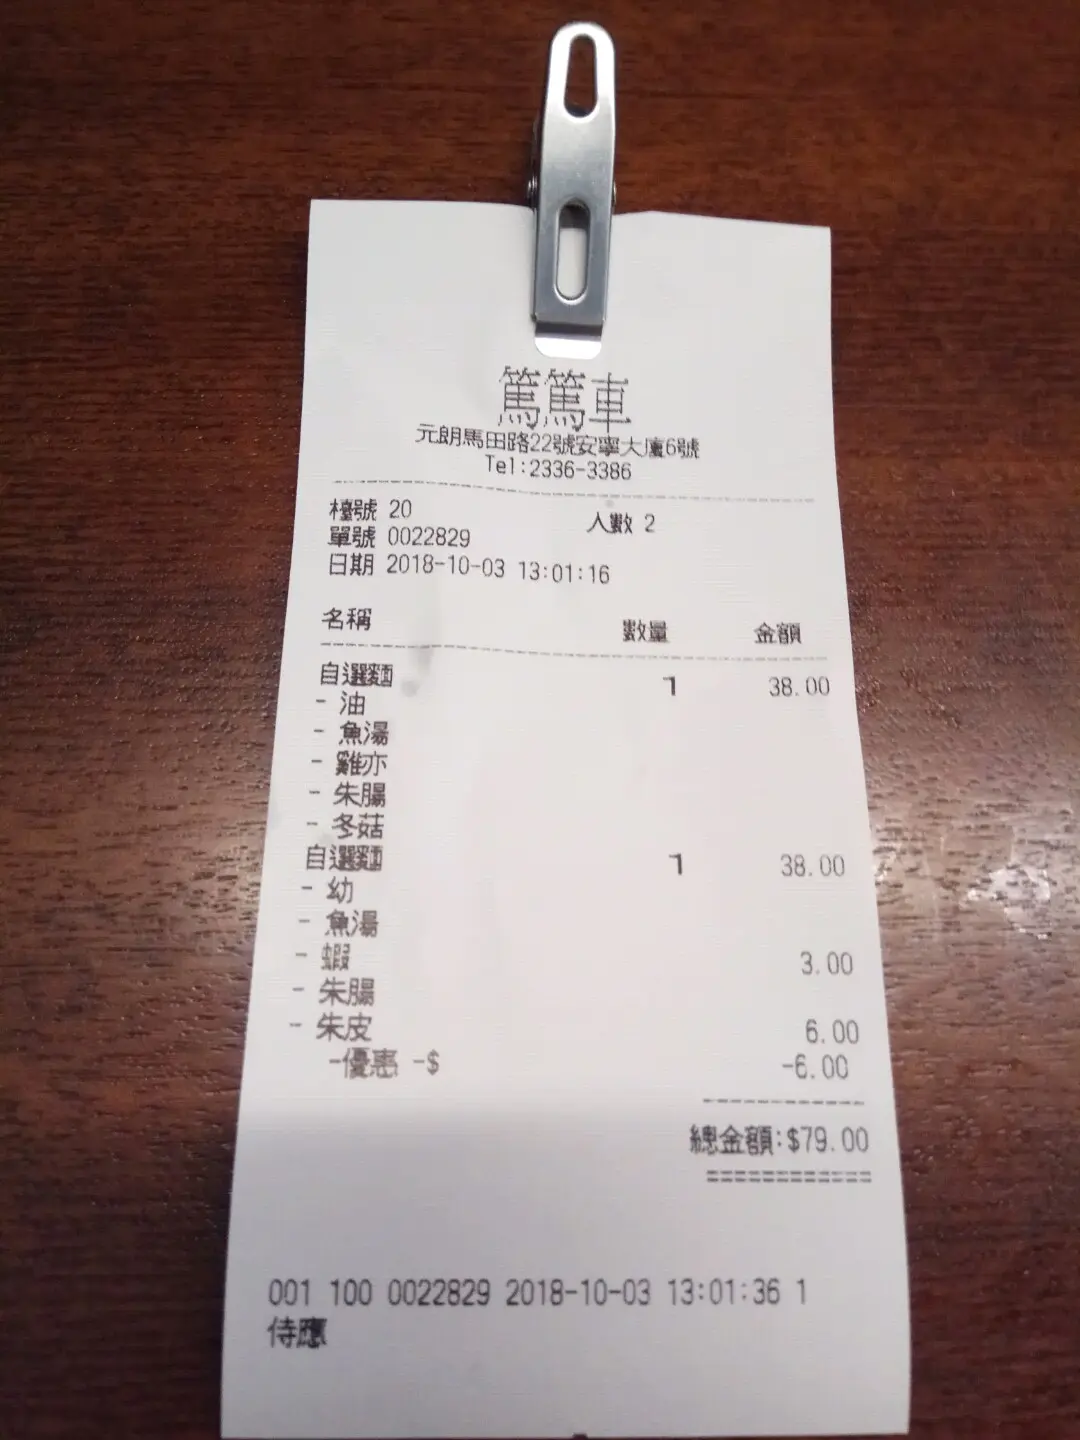 篤篤車
元朗馬田路22號安寧大廈6號
Tel:2336-3386
檯號 20 人數 2
單號 0022829
日期 2018-10-03 13:01:16
名稱 數量 金額
自選麵 1 38.00
- 油
- 魚湯
- 雞亦
- 朱腸
- 冬菇
自選麵 1 38.00
- 幼
- 魚湯
- 蝦 3.00
- 朱腸
- 朱皮 6.00
-優惠 -$ -6.00
總金額:$79.00
001 100 0022829 2018-10-03 13:01:36 1
侍應